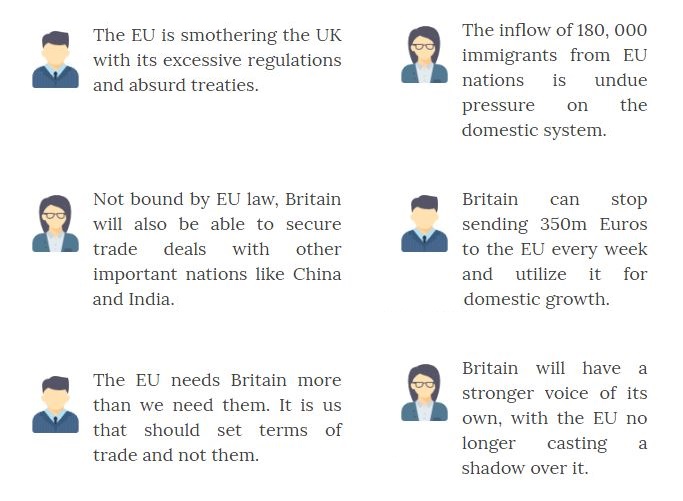 The EU is smothering the UK
with its excessive regulations
and absurd treaties.
The inflow of 180, 000
immigrants from EU
nations is undue
pressure on the
domestic system.
Not bound by EU law, Britain
will also be able to secure
trade deals with other
important nations like China
and India.
Britain can stop
sending 350m Euros
to the EU every week
and utilize it for
domestic growth.
The EU needs Britain more
than we need them. It is us
that should set terms of
trade and not them.
Britain will have a
stronger voice of its
own, with the EU no
longer casting a
shadow over it.